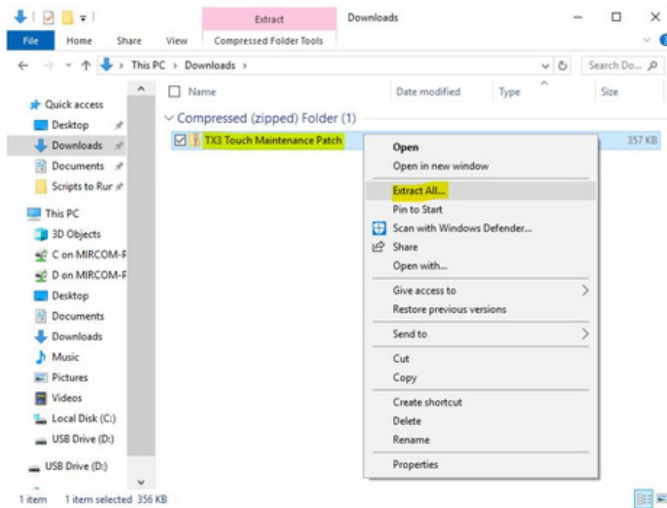 Extract
Downloads
File
Home
Share
View
Compressed Folder Tools
This PC
Downloads
Search Do...
Name
Date modified
Type
Size
Quick access
Desktop
Downloads
Documents
Scripts to Rur
This PC
3D Objects
C on MIRCOM-F
D on MIRCOM-F
Desktop
Documents
Downloads
Music
Pictures
Videos
Local Disk (C:)
USB Drive (D:)
USB Drive (D:)
Compressed (zipped) Folder (1)
TX3 Touch Maintenance Patch
357 KB
Open
Open in new window
Extract All...
Pin to Start
Scan with Windows Defender...
Share
Open with...
Give access to
Restore previous versions
Send to
Cut
Copy
Create shortcut
Delete
Rename
Properties
1 item
1 item selected 356 KB